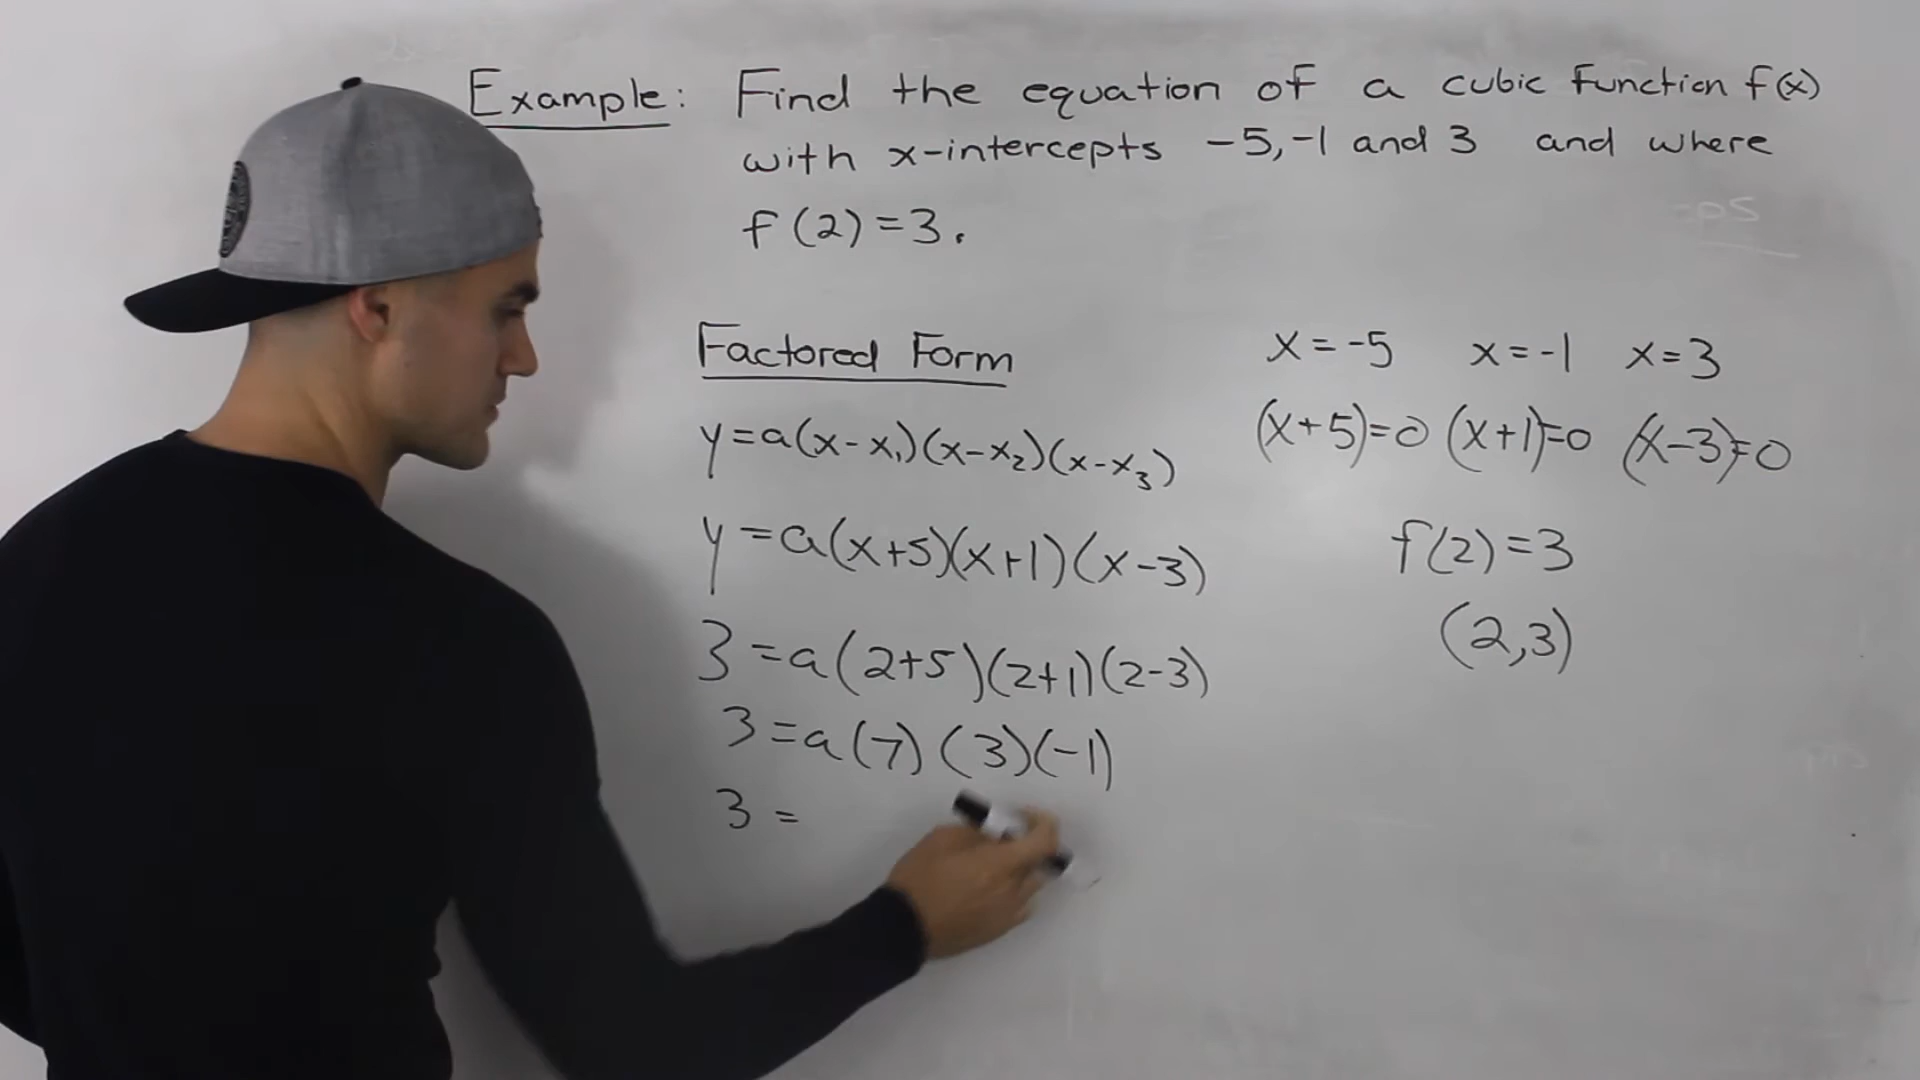 Example: Find the equation of a cubic function f(x)
with x-intercepts -5, -1 and 3 and where
f(2)=3.
Factored Form
y=a(x-x₁)(x-x₂)(x-x₃)
y=a(x+5)(x+1)(x-3)
3=a(2+5)(2+1)(2-3)
3=a(7)(3)(-1)
3=
x=-5 x=-1 x=3
(x+5)=0 (x+1)=0 (x-3)=0
f(2)=3
(2,3)